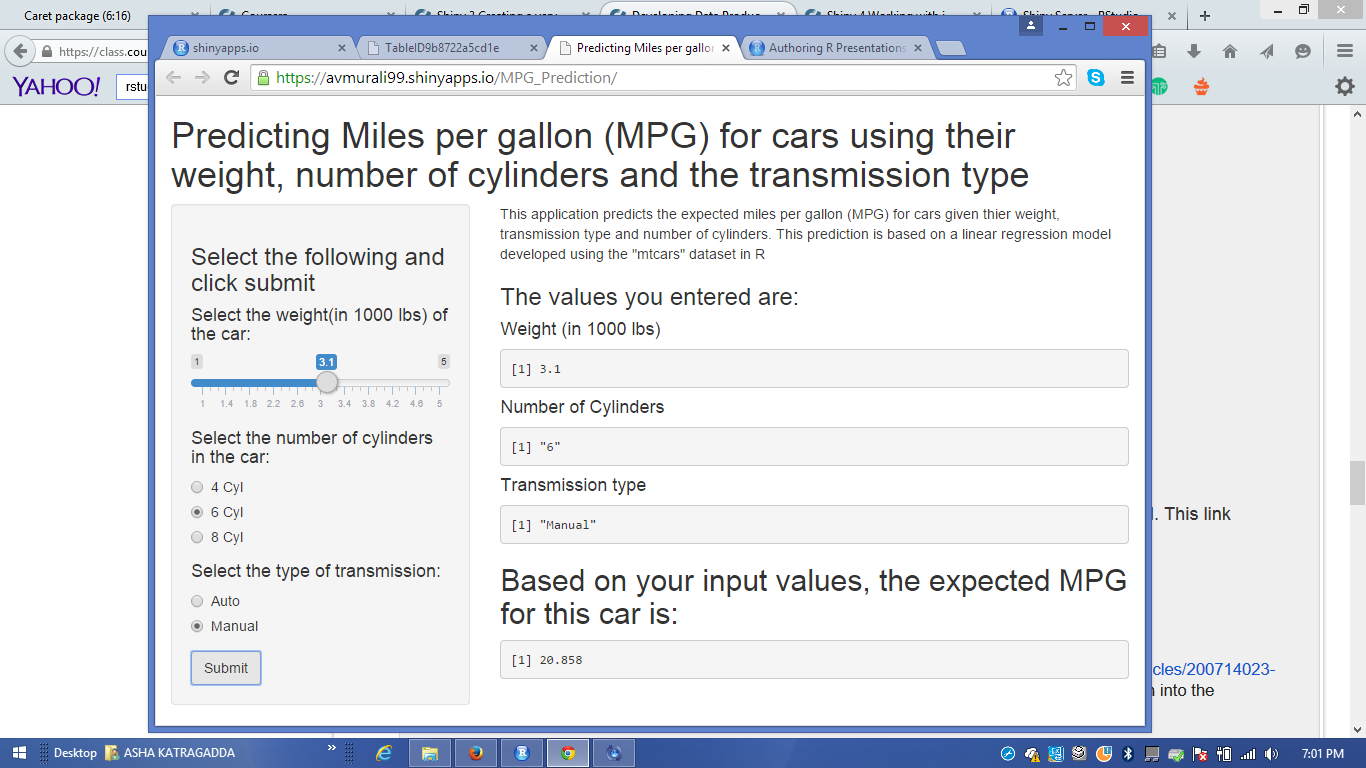 Caret package (6:16)
Coursera
Developing Data Produc
Shiny Server - RStudio
https://class.cou
YAHOO!
rstu
shinyapps.io
TableID9b8722a5cd1e
Predicting Miles per gallon
Authoring R Presentations
https://avmurali99.shinyapps.io/MPG_Prediction/
Predicting Miles per gallon (MPG) for cars using their
weight, number of cylinders and the transmission type
Select the following and
click submit
Select the weight(in 1000 lbs) of
the car:
1 3.1 5
1 1.4 1.8 2.2 2.6 3 3.4 3.8 4.2 4.6 5
Select the number of cylinders
in the car:
4 Cyl
6 Cyl
8 Cyl
Select the type of transmission:
Auto
Manual
Submit
This application predicts the expected miles per gallon (MPG) for cars given thier weight,
transmission type and number of cylinders. This prediction is based on a linear regression model
developed using the "mtcars" dataset in R
The values you entered are:
Weight (in 1000 lbs)
[1] 3.1
Number of Cylinders
[1] "6"
Transmission type
[1] "Manual"
Based on your input values, the expected MPG
for this car is:
[1] 20.858
. This link
cles/200714023-
into the
Desktop ASHA KATRAGADDA
7:01 PM